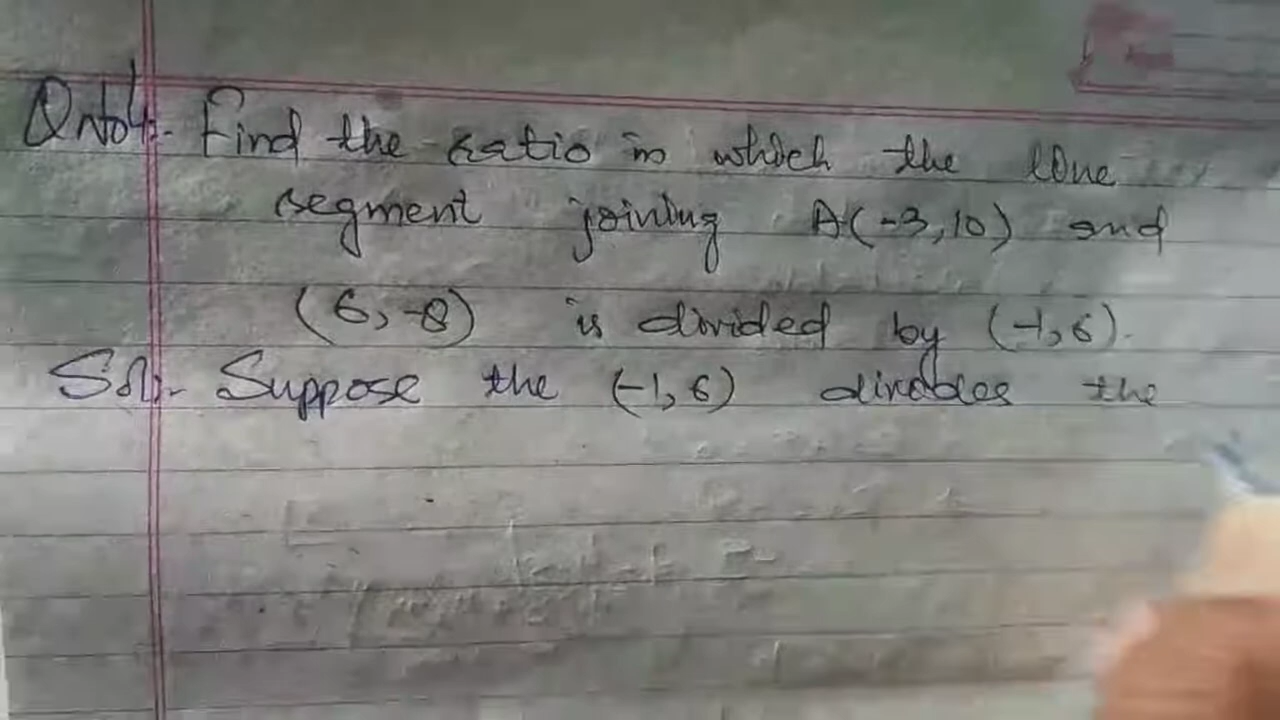 QNo4:- Find the ratio in which the line
segment joining A(-3,10) and
(6,-8) is divided by (-1,6).
Sol:- Suppose the (-1,6) divides the